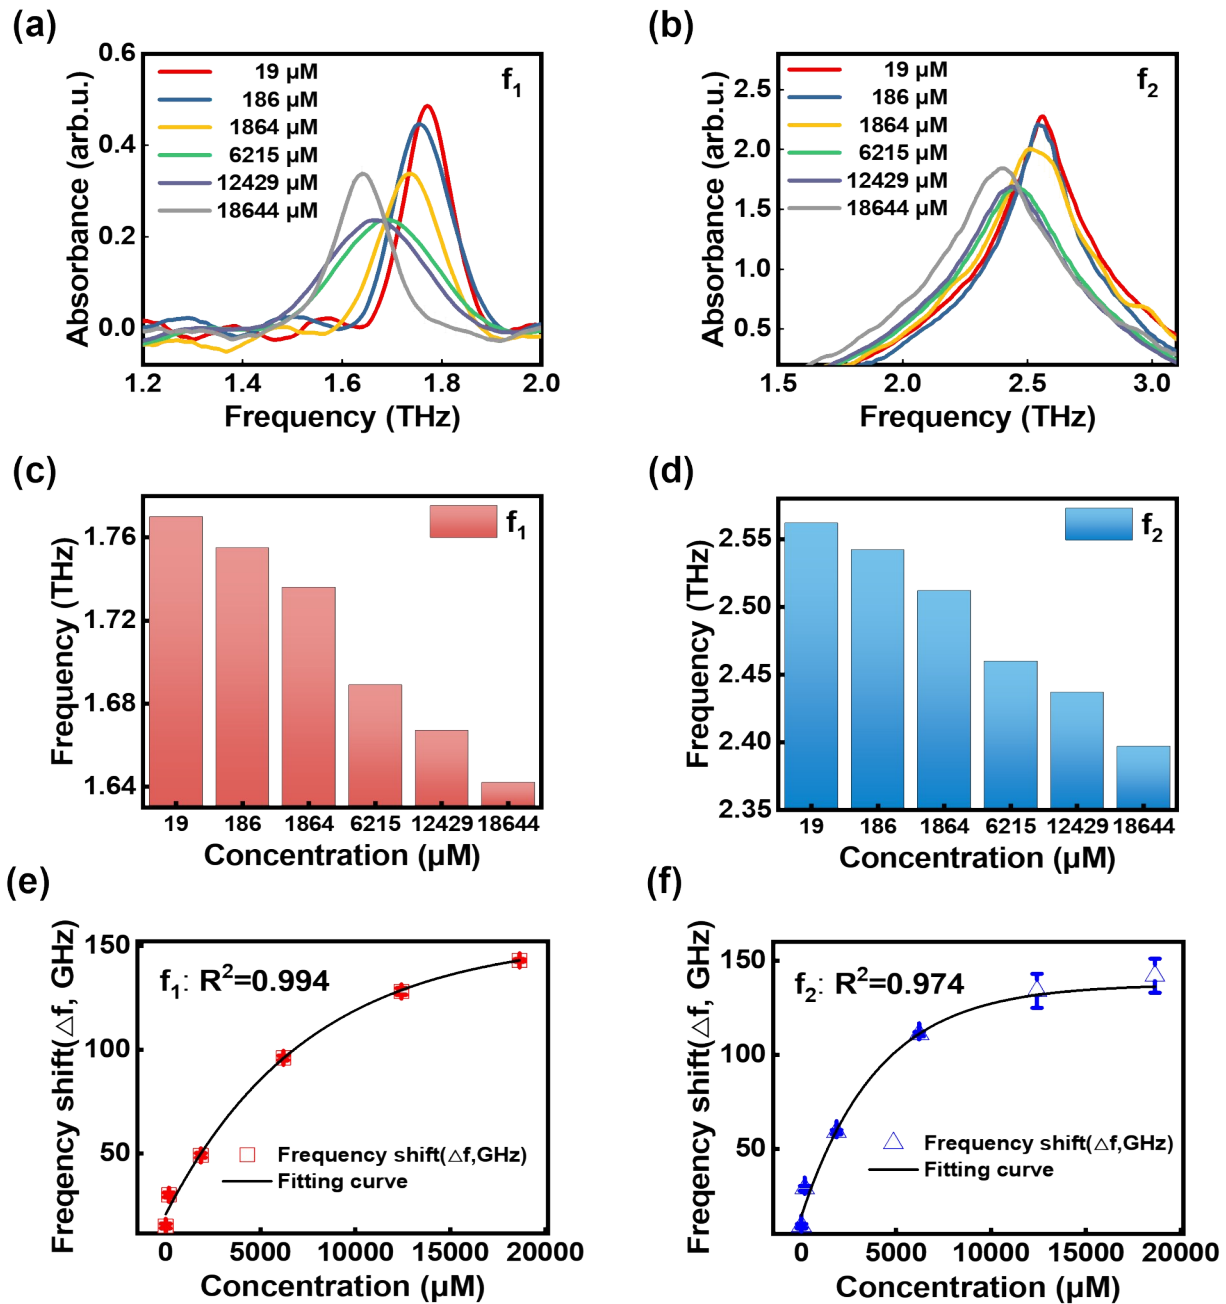 (a)
0.6
0.4
0.2
0.0
Absorbance (arb.u.)
19 μM
186 μM
1864 μM
6215 μM
12429 μM
18644 μM
f1
1.2 1.4 1.6 1.8 2.0
Frequency (THz)
(b)
2.5
2.0
1.5
1.0
0.5
Absorbance (arb.u.)
19 μM
186 μM
1864 μM
6215 μM
12429 μM
18644 μM
f2
1.5 2.0 2.5 3.0
Frequency (THz)
(c)
1.76
1.72
1.68
1.64
Frequency (THz)
f1
19 186 1864 6215 12429 18644
Concentration (μM)
(d)
2.55
2.50
2.45
2.40
2.35
Frequency (THz)
f2
19 186 1864 6215 12429 18644
Concentration (μM)
(e)
150
100
50
Freqency shift(△f, GHz)
f1: R2=0.994
Frequency shift(△f,GHz)
Fitting curve
0 5000 10000 15000 20000
Concentration (μM)
(f)
150
100
50
Freqency shift(△f, GHz)
f2: R2=0.974
Frequency shift(△f,GHz)
Fitting curve
0 5000 10000 15000 20000
Concentration (μM)